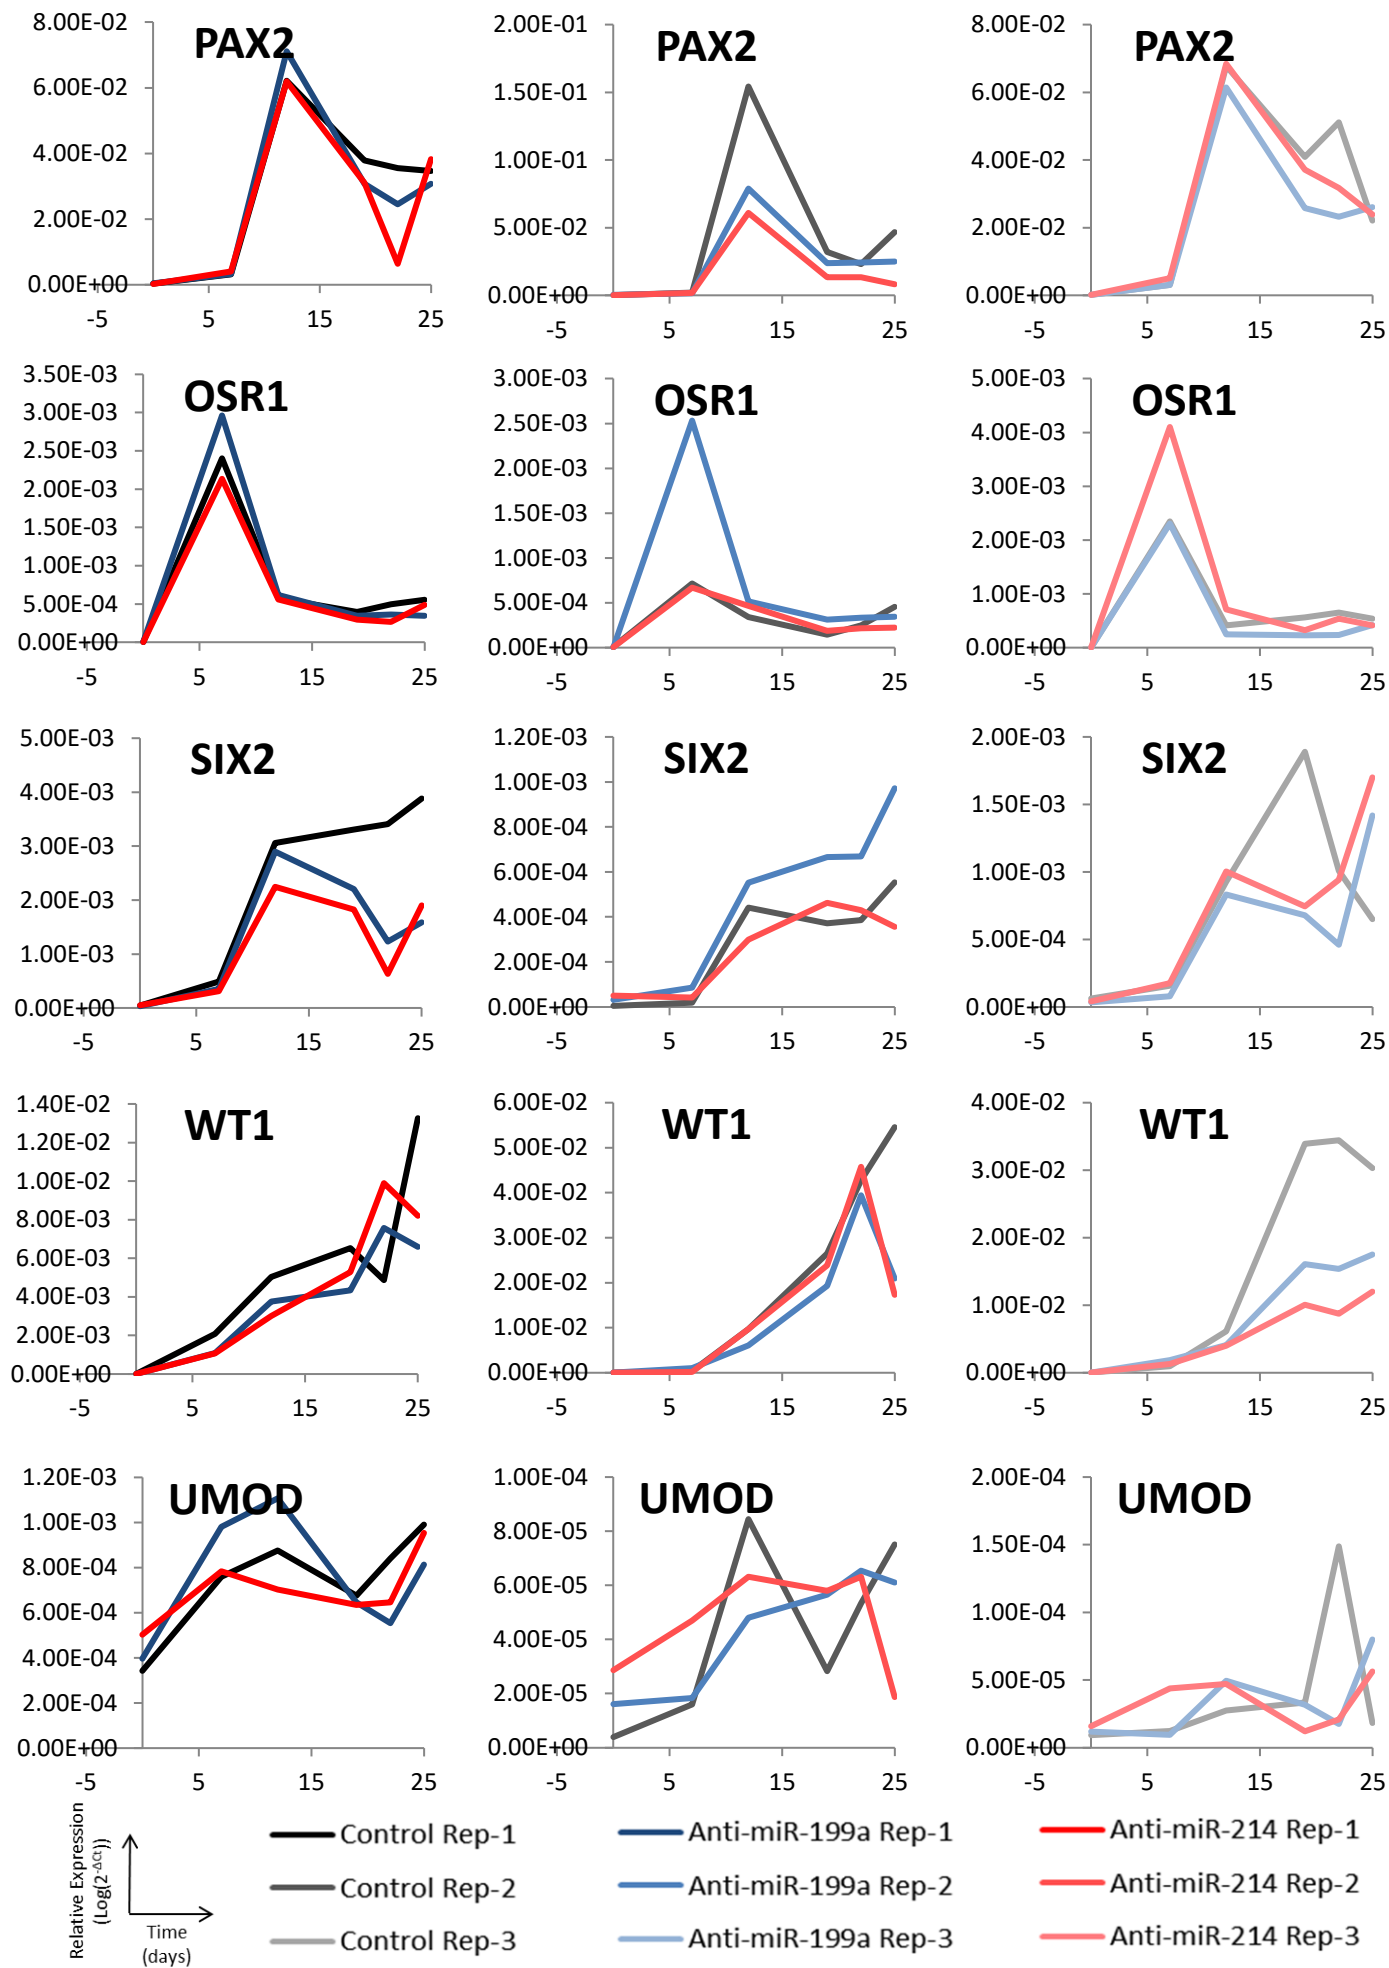 PAX2
8.00E-02
6.00E-02
4.00E-02
2.00E-02
0.00E+00
-5 5 15 25
PAX2
2.00E-01
1.50E-01
1.00E-01
5.00E-02
0.00E+00
-5 5 15 25
PAX2
8.00E-02
6.00E-02
4.00E-02
2.00E-02
0.00E+00
-5 5 15 25
OSR1
3.50E-03
3.00E-03
2.50E-03
2.00E-03
1.50E-03
1.00E-03
5.00E-04
0.00E+00
-5 5 15 25
OSR1
3.00E-03
2.50E-03
2.00E-03
1.50E-03
1.00E-03
5.00E-04
0.00E+00
-5 5 15 25
OSR1
5.00E-03
4.00E-03
3.00E-03
2.00E-03
1.00E-03
0.00E+00
-5 5 15 25
SIX2
5.00E-03
4.00E-03
3.00E-03
2.00E-03
1.00E-03
0.00E+00
-5 5 15 25
SIX2
1.20E-03
1.00E-03
8.00E-04
6.00E-04
4.00E-04
2.00E-04
0.00E+00
-5 5 15 25
SIX2
2.00E-03
1.50E-03
1.00E-03
5.00E-04
0.00E+00
-5 5 15 25
WT1
1.40E-02
1.20E-02
1.00E-02
8.00E-03
6.00E-03
4.00E-03
2.00E-03
0.00E+00
-5 5 15 25
WT1
6.00E-02
5.00E-02
4.00E-02
3.00E-02
2.00E-02
1.00E-02
0.00E+00
-5 5 15 25
WT1
4.00E-02
3.00E-02
2.00E-02
1.00E-02
0.00E+00
-5 5 15 25
UMOD
1.20E-03
1.00E-03
8.00E-04
6.00E-04
4.00E-04
2.00E-04
0.00E+00
-5 5 15 25
UMOD
1.00E-04
8.00E-05
6.00E-05
4.00E-05
2.00E-05
0.00E+00
-5 5 15 25
UMOD
2.00E-04
1.50E-04
1.00E-04
5.00E-05
0.00E+00
-5 5 15 25
Relative Expression
(Log(2^-ΔCt))
Time
(days)
Control Rep-1 Anti-miR-199a Rep-1 Anti-miR-214 Rep-1
Control Rep-2 Anti-miR-199a Rep-2 Anti-miR-214 Rep-2
Control Rep-3 Anti-miR-199a Rep-3 Anti-miR-214 Rep-3